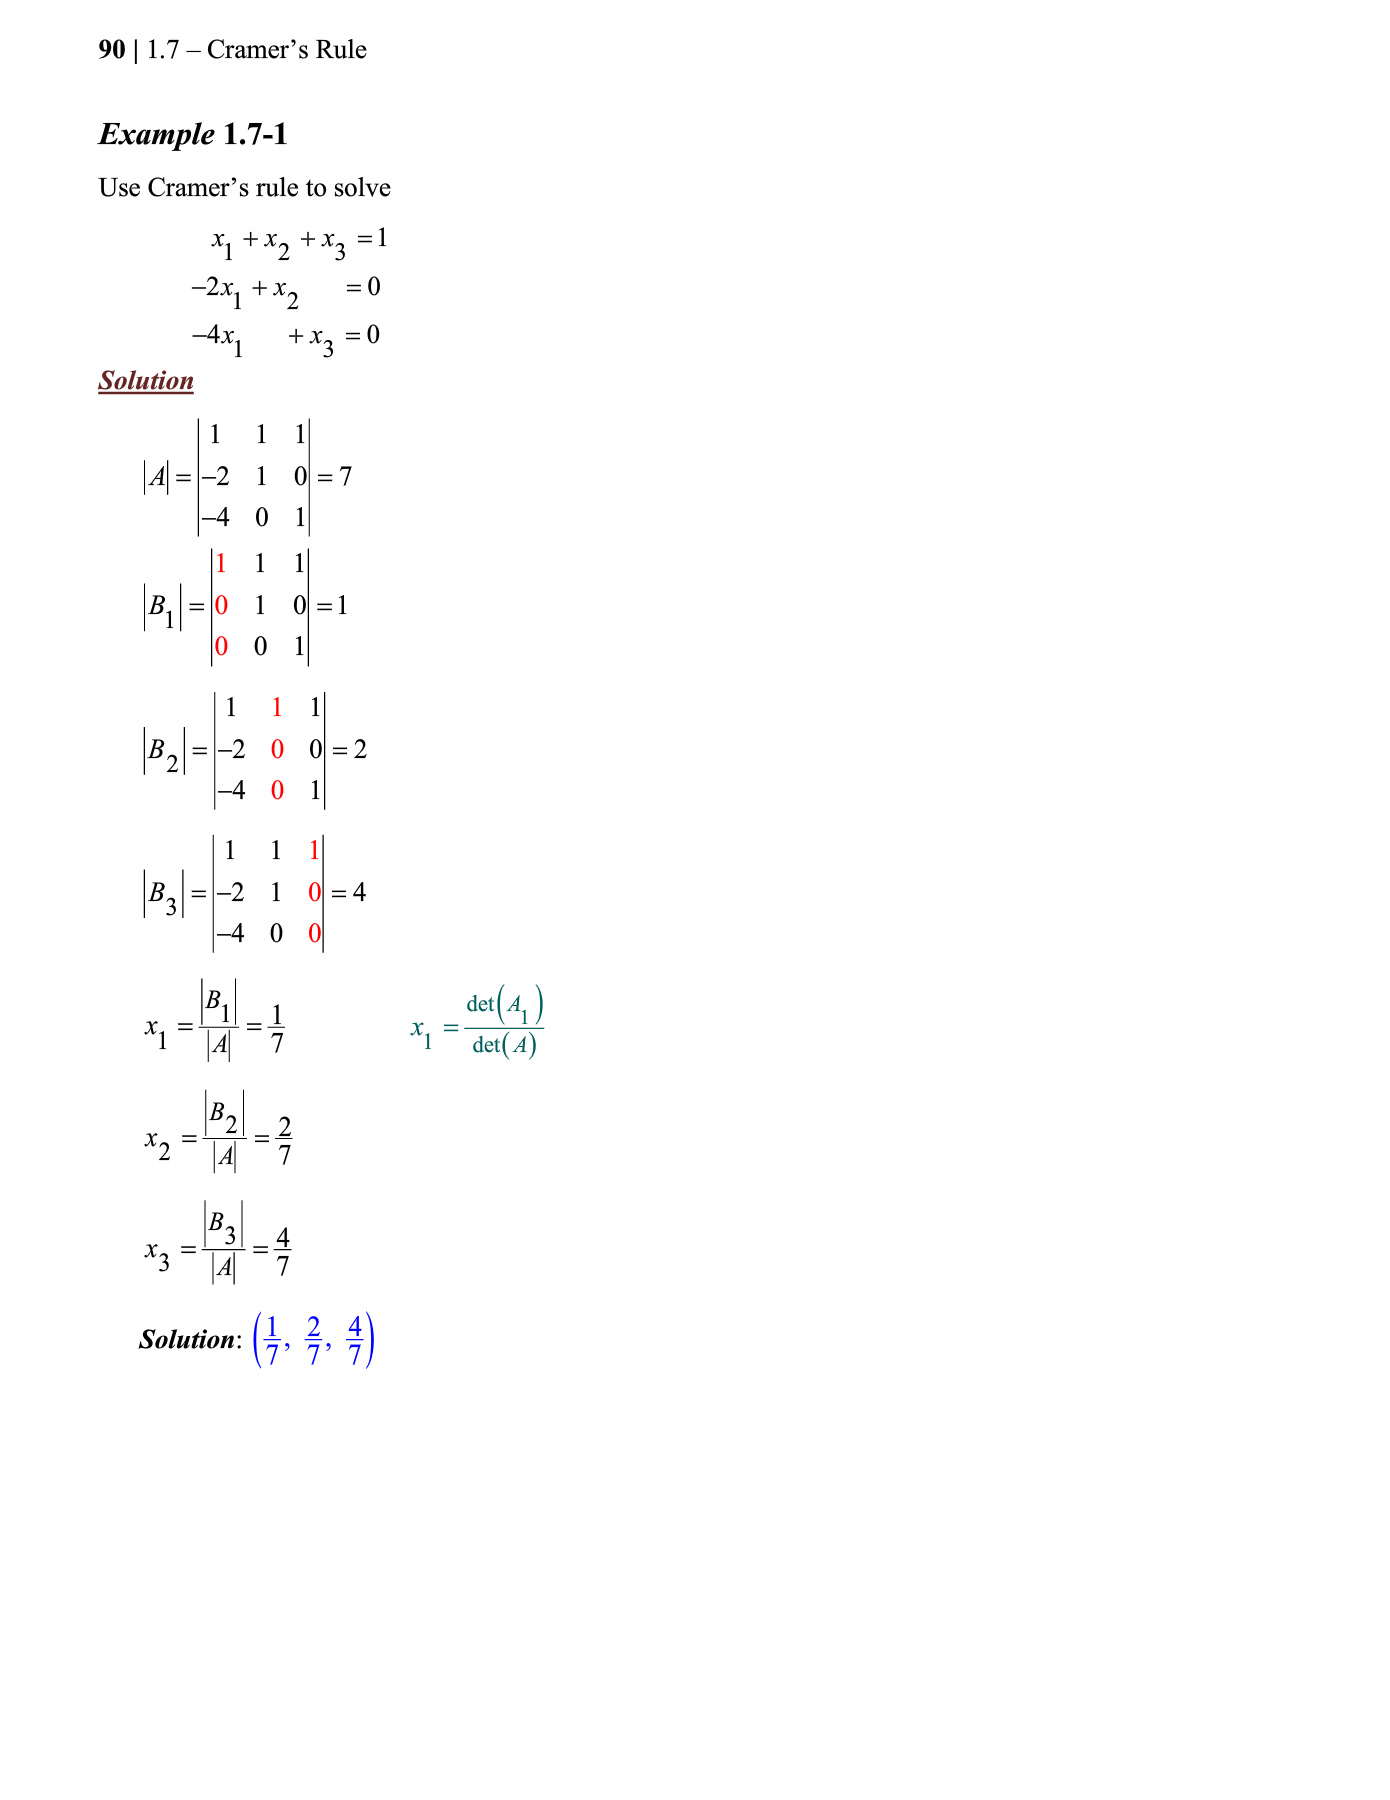 90 | 1.7 – Cramer's Rule
Example 1.7-1
Use Cramer's rule to solve
x₁ + x₂ + x₃ = 1
–2x₁ + x₂ = 0
–4x₁ + x₃ = 0
Solution
|A| = |1 1 1; –2 1 0; –4 0 1| = 7
|B₁| = |1 1 1; 0 1 0; 0 0 1| = 1
|B₂| = |1 1 1; –2 0 0; –4 0 1| = 2
|B₃| = |1 1 1; –2 1 0; –4 0 0| = 4
x₁ = |B₁|/|A| = 1/7 x₁ = det(A₁)/det(A)
x₂ = |B₂|/|A| = 2/7
x₃ = |B₃|/|A| = 4/7
Solution: (1/7, 2/7, 4/7)